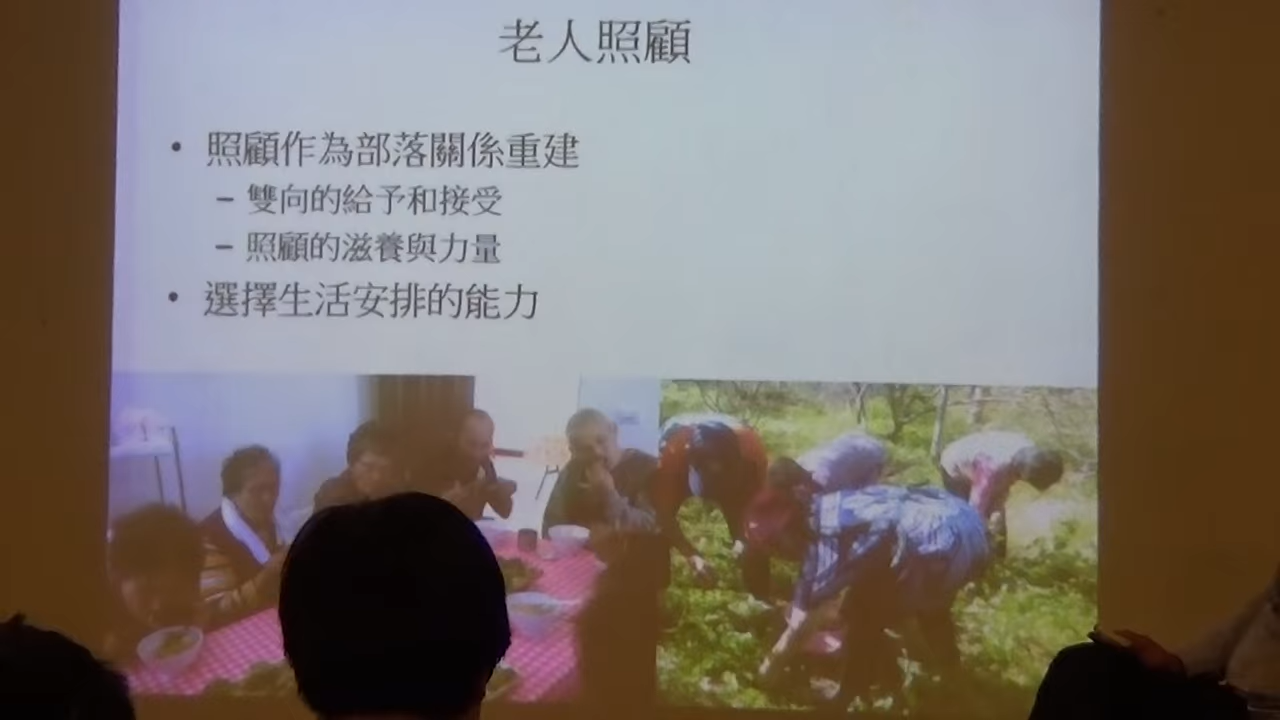 老人照顧
• 照顧作為部落關係重建
– 雙向的給予和接受
– 照顧的滋養與力量
• 選擇生活安排的能力